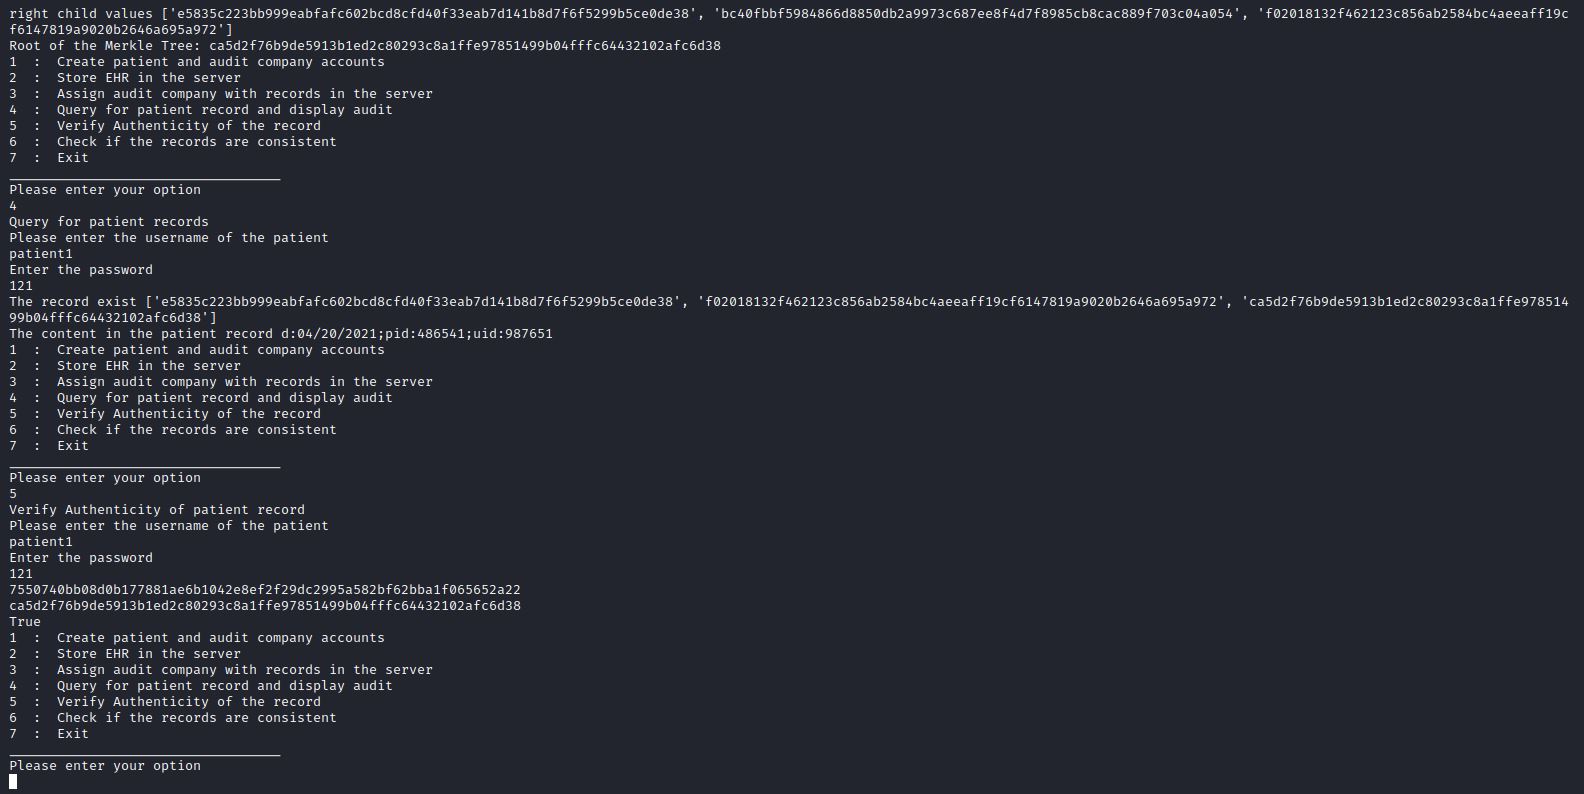 right child values ['e5835c223bb999eabfafc602bcd8cfd40f33eab7d141b8d7f6f5299b5ce0de38', 'bc40fbbf5984866d8850db2a9973c687ee8f4d7f8985cb8cac889f703c04a054', 'f02018132f462123c856ab2584bc4aeeaff19c
f6147819a9020b2646a695a972']
Root of the Merkle Tree: ca5d2f76b9de5913b1ed2c80293c8a1ffe97851499b04fffc64432102afc6d38
1  :  Create patient and audit company accounts
2  :  Store EHR in the server
3  :  Assign audit company with records in the server
4  :  Query for patient record and display audit
5  :  Verify Authenticity of the record
6  :  Check if the records are consistent
7  :  Exit
__________________________________
Please enter your option
4
Query for patient records
Please enter the username of the patient
patient1
Enter the password
121
The record exist ['e5835c223bb999eabfafc602bcd8cfd40f33eab7d141b8d7f6f5299b5ce0de38', 'f02018132f462123c856ab2584bc4aeeaff19cf6147819a9020b2646a695a972', 'ca5d2f76b9de5913b1ed2c80293c8a1ffe978514
99b04fffc64432102afc6d38']
The content in the patient record d:04/20/2021;pid:486541;uid:987651
1  :  Create patient and audit company accounts
2  :  Store EHR in the server
3  :  Assign audit company with records in the server
4  :  Query for patient record and display audit
5  :  Verify Authenticity of the record
6  :  Check if the records are consistent
7  :  Exit
__________________________________
Please enter your option
5
Verify Authenticity of patient record
Please enter the username of the patient
patient1
Enter the password
121
7550740bb08d0b177881ae6b1042e8ef2f29dc2995a582bf62bba1f065652a22
ca5d2f76b9de5913b1ed2c80293c8a1ffe97851499b04fffc64432102afc6d38
True
1  :  Create patient and audit company accounts
2  :  Store EHR in the server
3  :  Assign audit company with records in the server
4  :  Query for patient record and display audit
5  :  Verify Authenticity of the record
6  :  Check if the records are consistent
7  :  Exit
__________________________________
Please enter your option